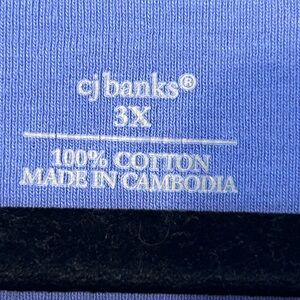 cj banks®
3X
100% COTTON
MADE IN CAMBODIA